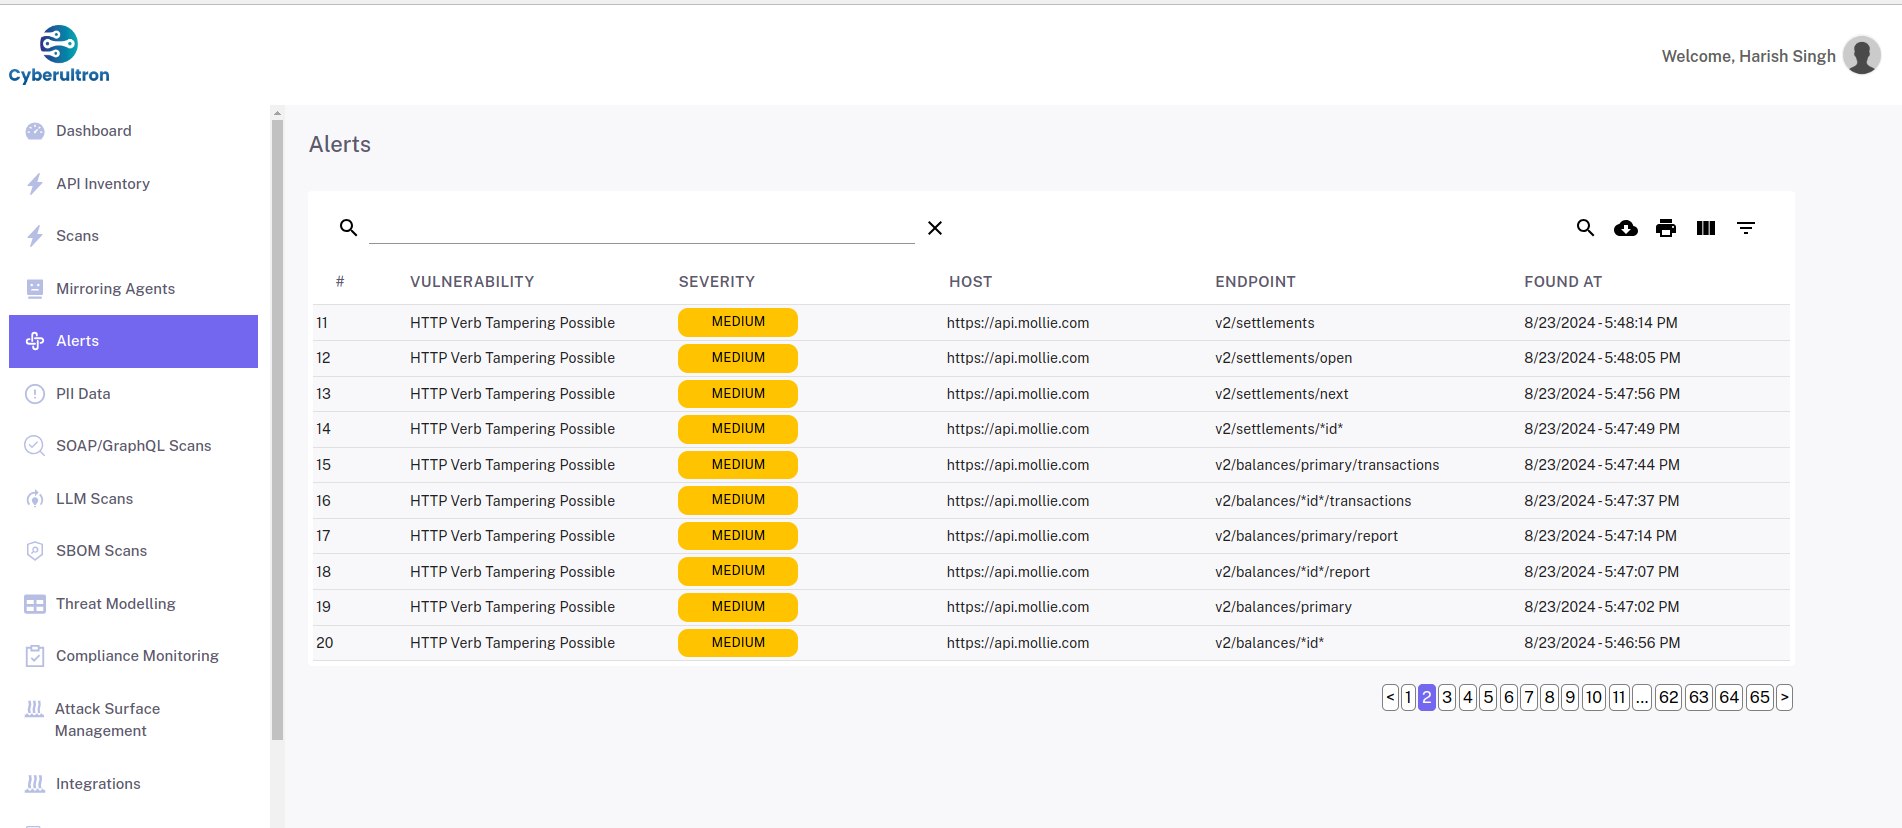 Cyberultron
Welcome, Harish Singh
Dashboard
API Inventory
Scans
Mirroring Agents
Alerts
PII Data
SOAP/GraphQL Scans
LLM Scans
SBOM Scans
Threat Modelling
Compliance Monitoring
Attack Surface
Management
Integrations
Alerts
# VULNERABILITY SEVERITY HOST ENDPOINT FOUND AT
11 HTTP Verb Tampering Possible MEDIUM https://api.mollie.com v2/settlements 8/23/2024 - 5:48:14 PM
12 HTTP Verb Tampering Possible MEDIUM https://api.mollie.com v2/settlements/open 8/23/2024 - 5:48:05 PM
13 HTTP Verb Tampering Possible MEDIUM https://api.mollie.com v2/settlements/next 8/23/2024 - 5:47:56 PM
14 HTTP Verb Tampering Possible MEDIUM https://api.mollie.com v2/settlements/*id* 8/23/2024 - 5:47:49 PM
15 HTTP Verb Tampering Possible MEDIUM https://api.mollie.com v2/balances/primary/transactions 8/23/2024 - 5:47:44 PM
16 HTTP Verb Tampering Possible MEDIUM https://api.mollie.com v2/balances/*id*/transactions 8/23/2024 - 5:47:37 PM
17 HTTP Verb Tampering Possible MEDIUM https://api.mollie.com v2/balances/primary/report 8/23/2024 - 5:47:14 PM
18 HTTP Verb Tampering Possible MEDIUM https://api.mollie.com v2/balances/*id*/report 8/23/2024 - 5:47:07 PM
19 HTTP Verb Tampering Possible MEDIUM https://api.mollie.com v2/balances/primary 8/23/2024 - 5:47:02 PM
20 HTTP Verb Tampering Possible MEDIUM https://api.mollie.com v2/balances/*id* 8/23/2024 - 5:46:56 PM
< 1 2 3 4 5 6 7 8 9 10 11 ... 62 63 64 65 >